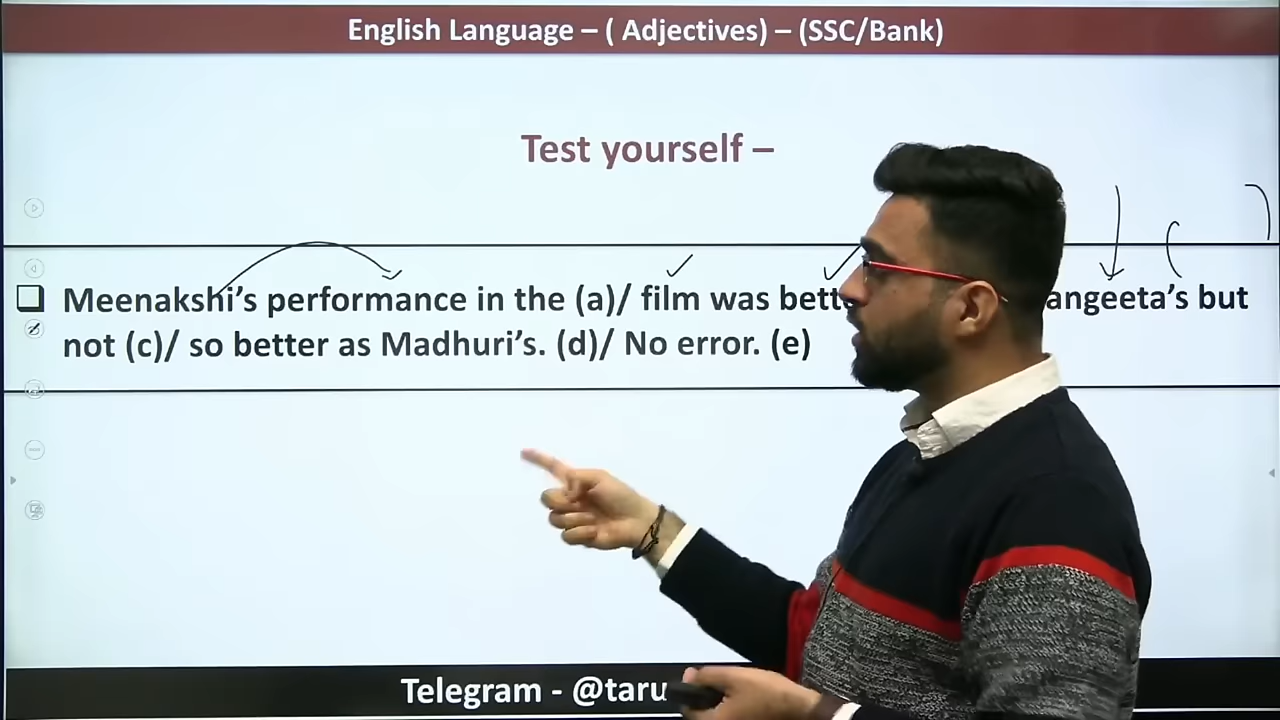 English Language – ( Adjectives) – (SSC/Bank)
Test yourself –
Meenakshi's performance in the (a)/ film was but
not (c)/ so better as Madhuri's. (d)/ No error. (e)
Telegram -